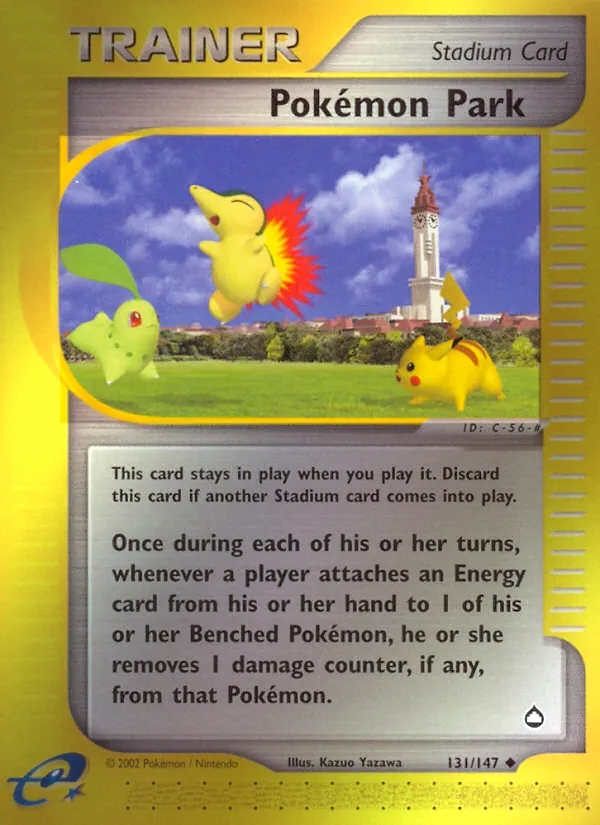 TRAINER
Stadium Card
Pokémon Park
ID: C-56-#
This card stays in play when you play it. Discard
this card if another Stadium card comes into play.
Once during each of his or her turns,
whenever a player attaches an Energy
card from his or her hand to 1 of his
or her Benched Pokémon, he or she
removes 1 damage counter, if any,
from that Pokémon.
© 2002 Pokémon / Nintendo
Illus. Kazuo Yazawa
131/147 ◆
e